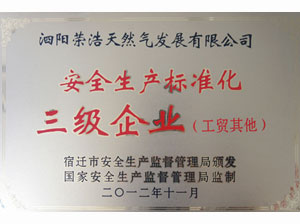 泗阳荣浩天然气发展有限公司
安全生产标准化
三级企业（工贸其他）
宿迁市安全生产监督管理局颁发
国家安全生产监督管理局监制
二〇一二年十一月